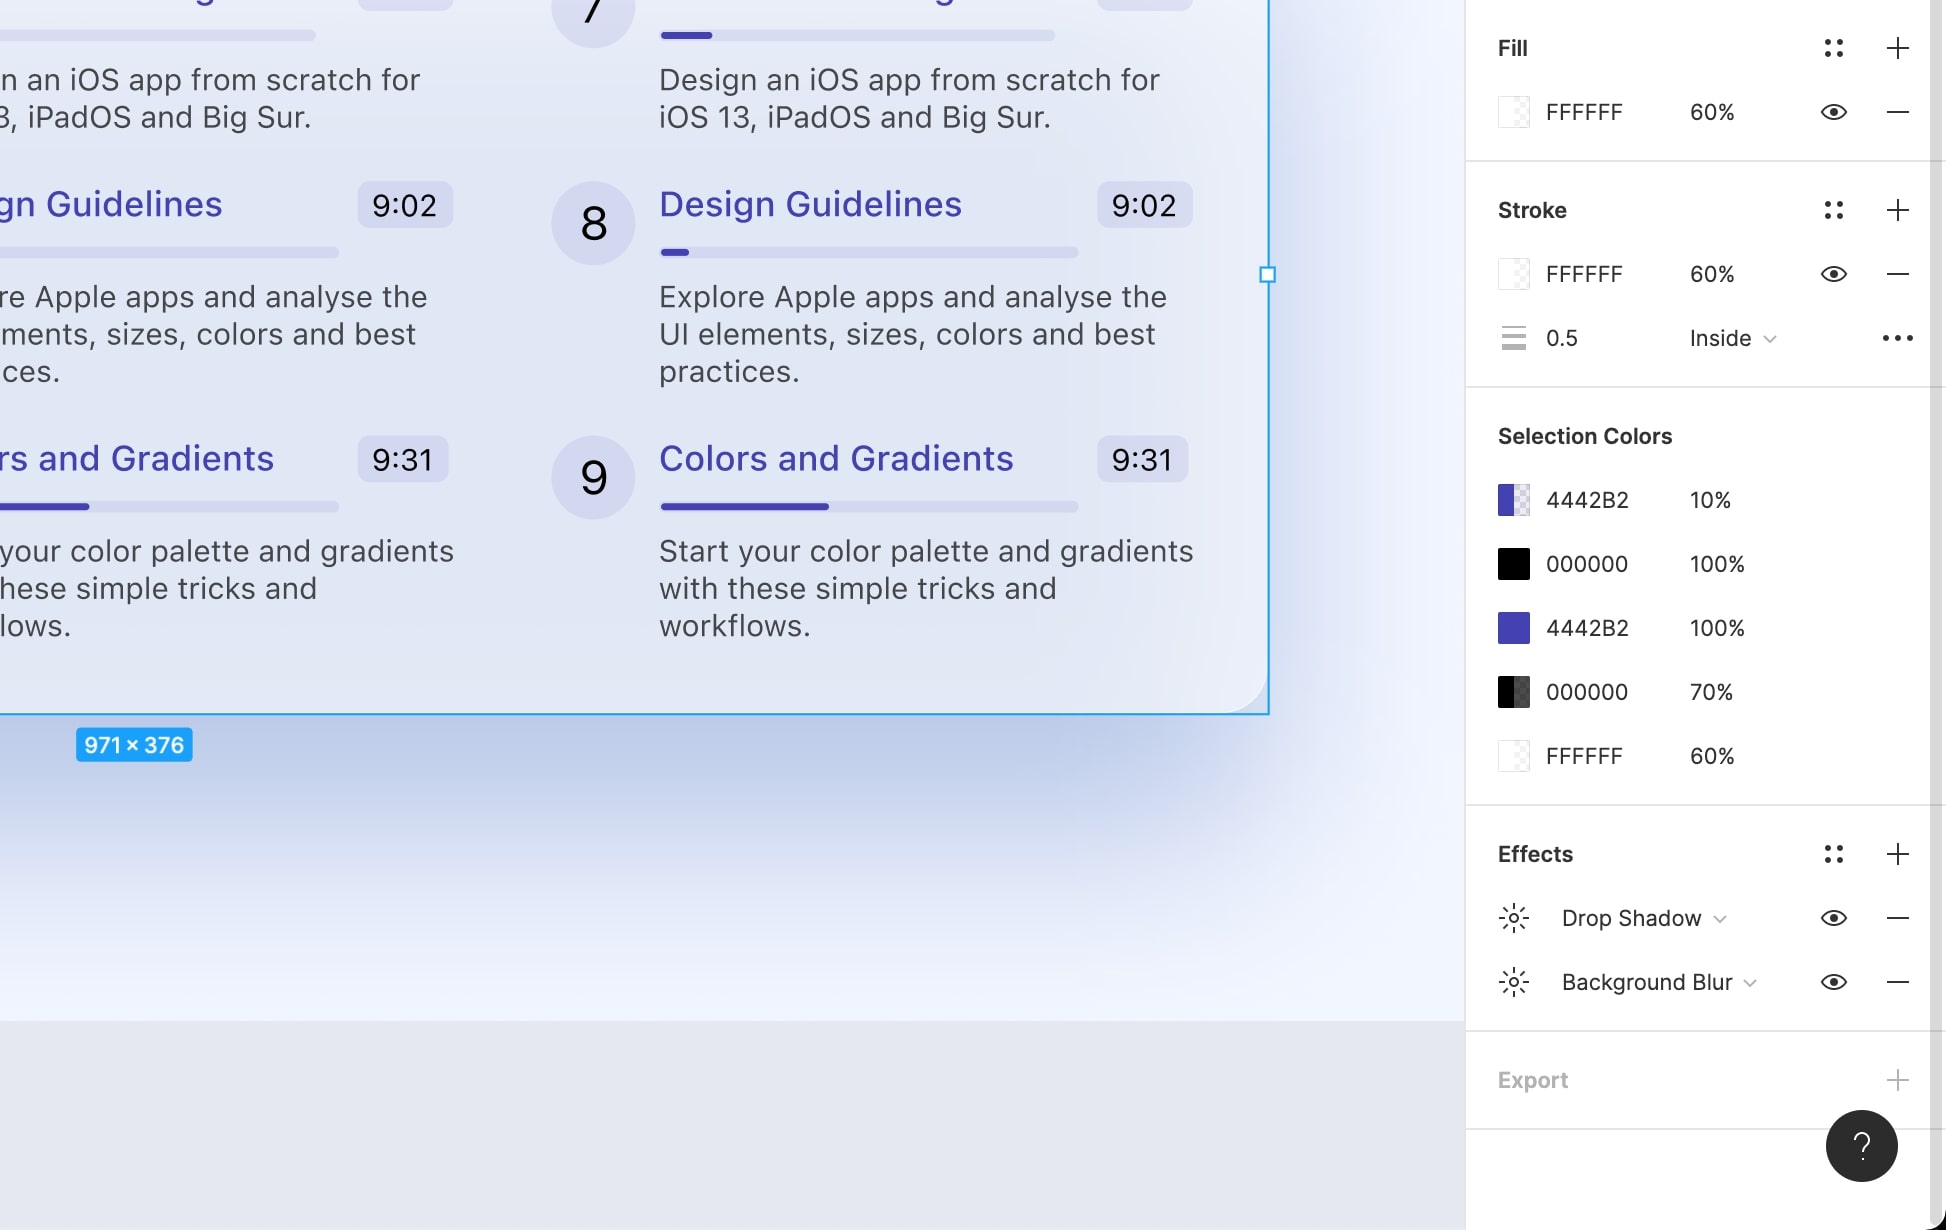 7
n an iOS app from scratch for
3, iPadOS and Big Sur.
Design an iOS app from scratch for
iOS 13, iPadOS and Big Sur.
gn Guidelines
9:02
re Apple apps and analyse the
ments, sizes, colors and best
ces.
8
Design Guidelines
9:02
Explore Apple apps and analyse the
UI elements, sizes, colors and best
practices.
rs and Gradients
9:31
your color palette and gradients
hese simple tricks and
lows.
9
Colors and Gradients
9:31
Start your color palette and gradients
with these simple tricks and
workflows.
971 × 376
Fill
FFFFFF 60%
Stroke
FFFFFF 60%
0.5 Inside
Selection Colors
4442B2 10%
000000 100%
4442B2 100%
000000 70%
FFFFFF 60%
Effects
Drop Shadow
Background Blur
Export
?